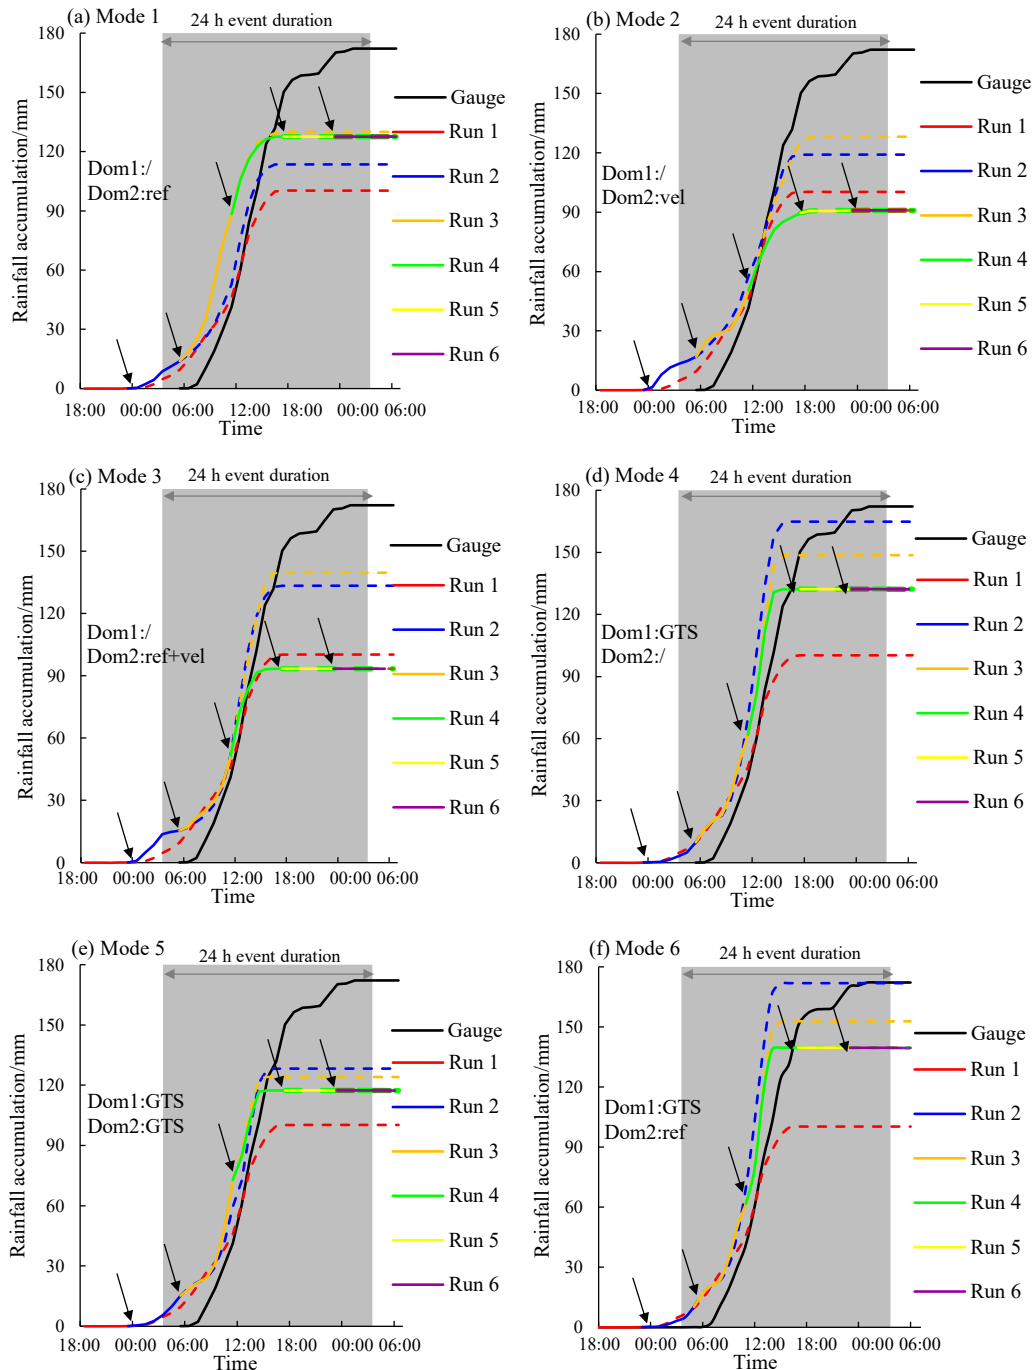 (a) Mode 1
24 h event duration
Rainfall accumulation/mm
180
150
120
90
60
30
0
Dom1:/
Dom2:ref
Gauge
Run 1
Run 2
Run 3
Run 4
Run 5
Run 6
18:00 00:00 06:00 12:00 18:00 00:00 06:00
Time
(b) Mode 2
24 h event duration
Rainfall accumulation/mm
180
150
120
90
60
30
0
Dom1:/
Dom2:vel
Gauge
Run 1
Run 2
Run 3
Run 4
Run 5
Run 6
18:00 00:00 06:00 12:00 18:00 00:00 06:00
Time
(c) Mode 3
24 h event duration
Rainfall accumulation/mm
180
150
120
90
60
30
0
Dom1:/
Dom2:ref+vel
Gauge
Run 1
Run 2
Run 3
Run 4
Run 5
Run 6
18:00 00:00 06:00 12:00 18:00 00:00 06:00
Time
(d) Mode 4
24 h event duration
Rainfall accumulation/mm
180
150
120
90
60
30
0
Dom1:GTS
Dom2:/
Gauge
Run 1
Run 2
Run 3
Run 4
Run 5
Run 6
18:00 00:00 06:00 12:00 18:00 00:00 06:00
Time
(e) Mode 5
24 h event duration
Rainfall accumulation/mm
180
150
120
90
60
30
0
Dom1:GTS
Dom2:GTS
Gauge
Run 1
Run 2
Run 3
Run 4
Run 5
Run 6
18:00 00:00 06:00 12:00 18:00 00:00 06:00
Time
(f) Mode 6
24 h event duration
Rainfall accumulation/mm
180
150
120
90
60
30
0
Dom1:GTS
Dom2:ref
Gauge
Run 1
Run 2
Run 3
Run 4
Run 5
Run 6
18:00 00:00 06:00 12:00 18:00 00:00 06:00
Time